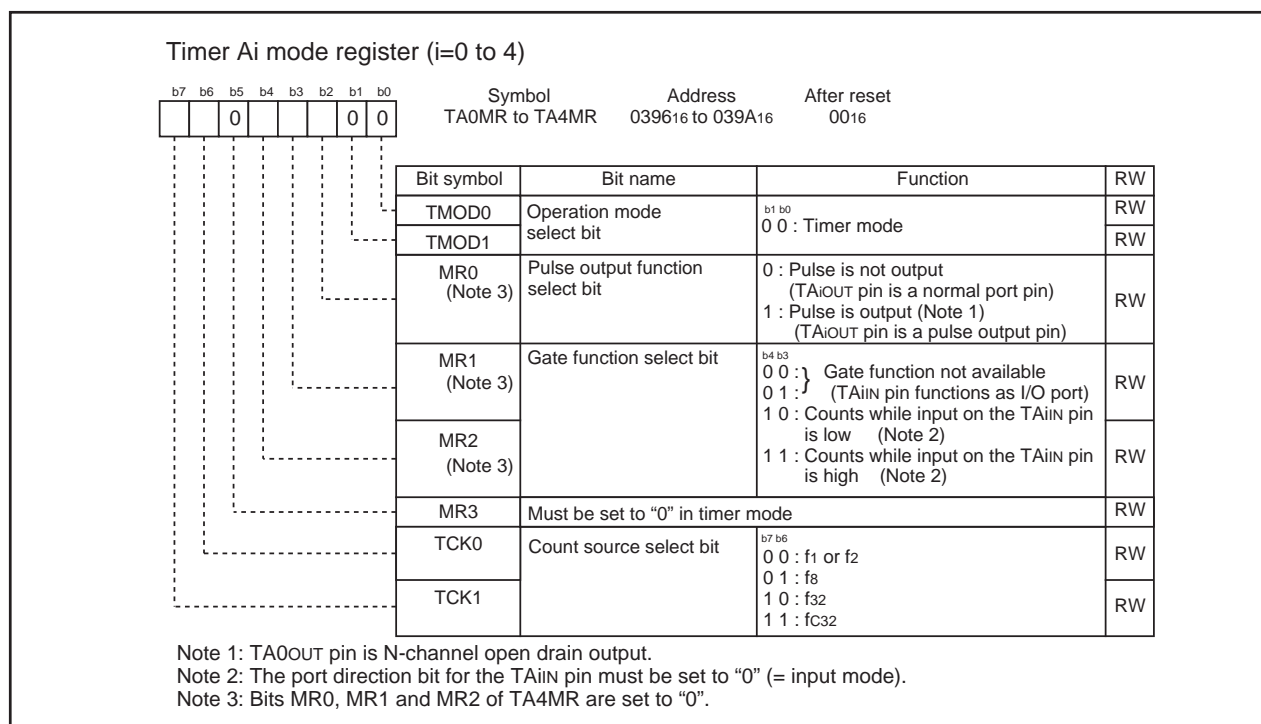 Timer Ai mode register (i=0 to 4)
b7 b6 b5 b4 b3 b2 b1 b0
0 0 0
Symbol Address After reset
TA0MR to TA4MR 039616 to 039A16 0016
Bit symbol Bit name Function RW
TMOD0 Operation mode select bit b1 b0 RW
TMOD1 0 0 : Timer mode RW
MR0 (Note 3) Pulse output function select bit RW
0 : Pulse is not output
(TAiOUT pin is a normal port pin)
1 : Pulse is output (Note 1)
(TAiOUT pin is a pulse output pin)
MR1 (Note 3) Gate function select bit RW
b4 b3
0 0 : } Gate function not available
0 1 : (TAiIN pin functions as I/O port)
1 0 : Counts while input on the TAiIN pin
is low (Note 2)
MR2 (Note 3) RW
1 1 : Counts while input on the TAiIN pin
is high (Note 2)
MR3 Must be set to “0” in timer mode RW
TCK0 Count source select bit RW
b7 b6
0 0 : f1 or f2
0 1 : f8
TCK1 RW
1 0 : f32
1 1 : fC32
Note 1: TA0OUT pin is N-channel open drain output.
Note 2: The port direction bit for the TAiIN pin must be set to “0” (= input mode).
Note 3: Bits MR0, MR1 and MR2 of TA4MR are set to “0”.